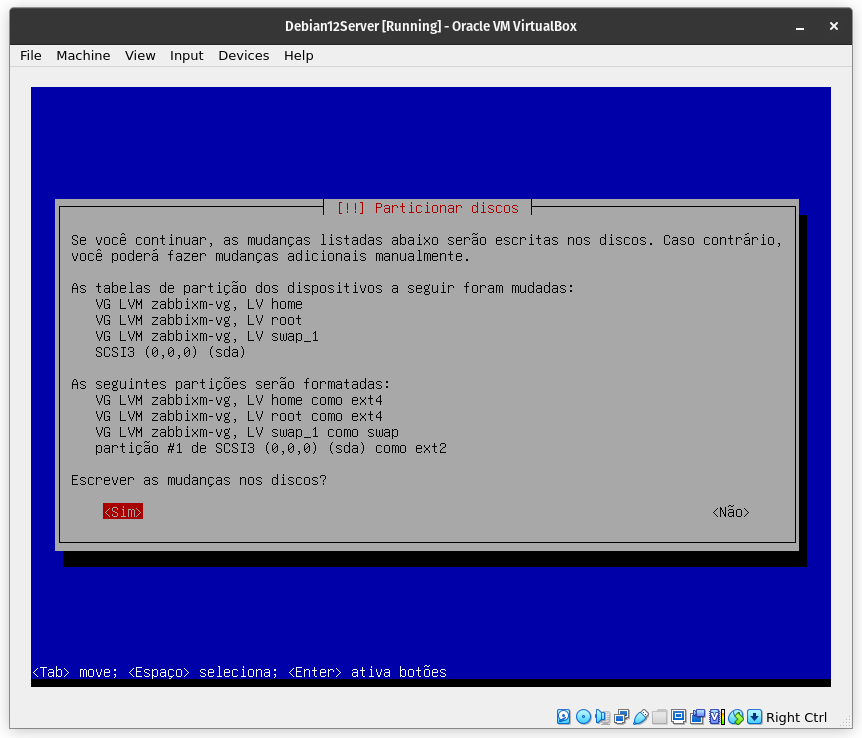 Debian12Server [Running] - Oracle VM VirtualBox
File Machine View Input Devices Help
[!!] Particionar discos
Se você continuar, as mudanças listadas abaixo serão escritas nos discos. Caso contrário,
você poderá fazer mudanças adicionais manualmente.
As tabelas de partição dos dispositivos a seguir foram mudadas:
VG LVM zabbixm-vg, LV home
VG LVM zabbixm-vg, LV root
VG LVM zabbixm-vg, LV swap_1
SCSI3 (0,0,0) (sda)
As seguintes partições serão formatadas:
VG LVM zabbixm-vg, LV home como ext4
VG LVM zabbixm-vg, LV root como ext4
VG LVM zabbixm-vg, LV swap_1 como swap
partição #1 de SCSI3 (0,0,0) (sda) como ext2
Escrever as mudanças nos discos?
<Sim> <Não>
<Tab> move; <Espaço> seleciona; <Enter> ativa botões
Right Ctrl